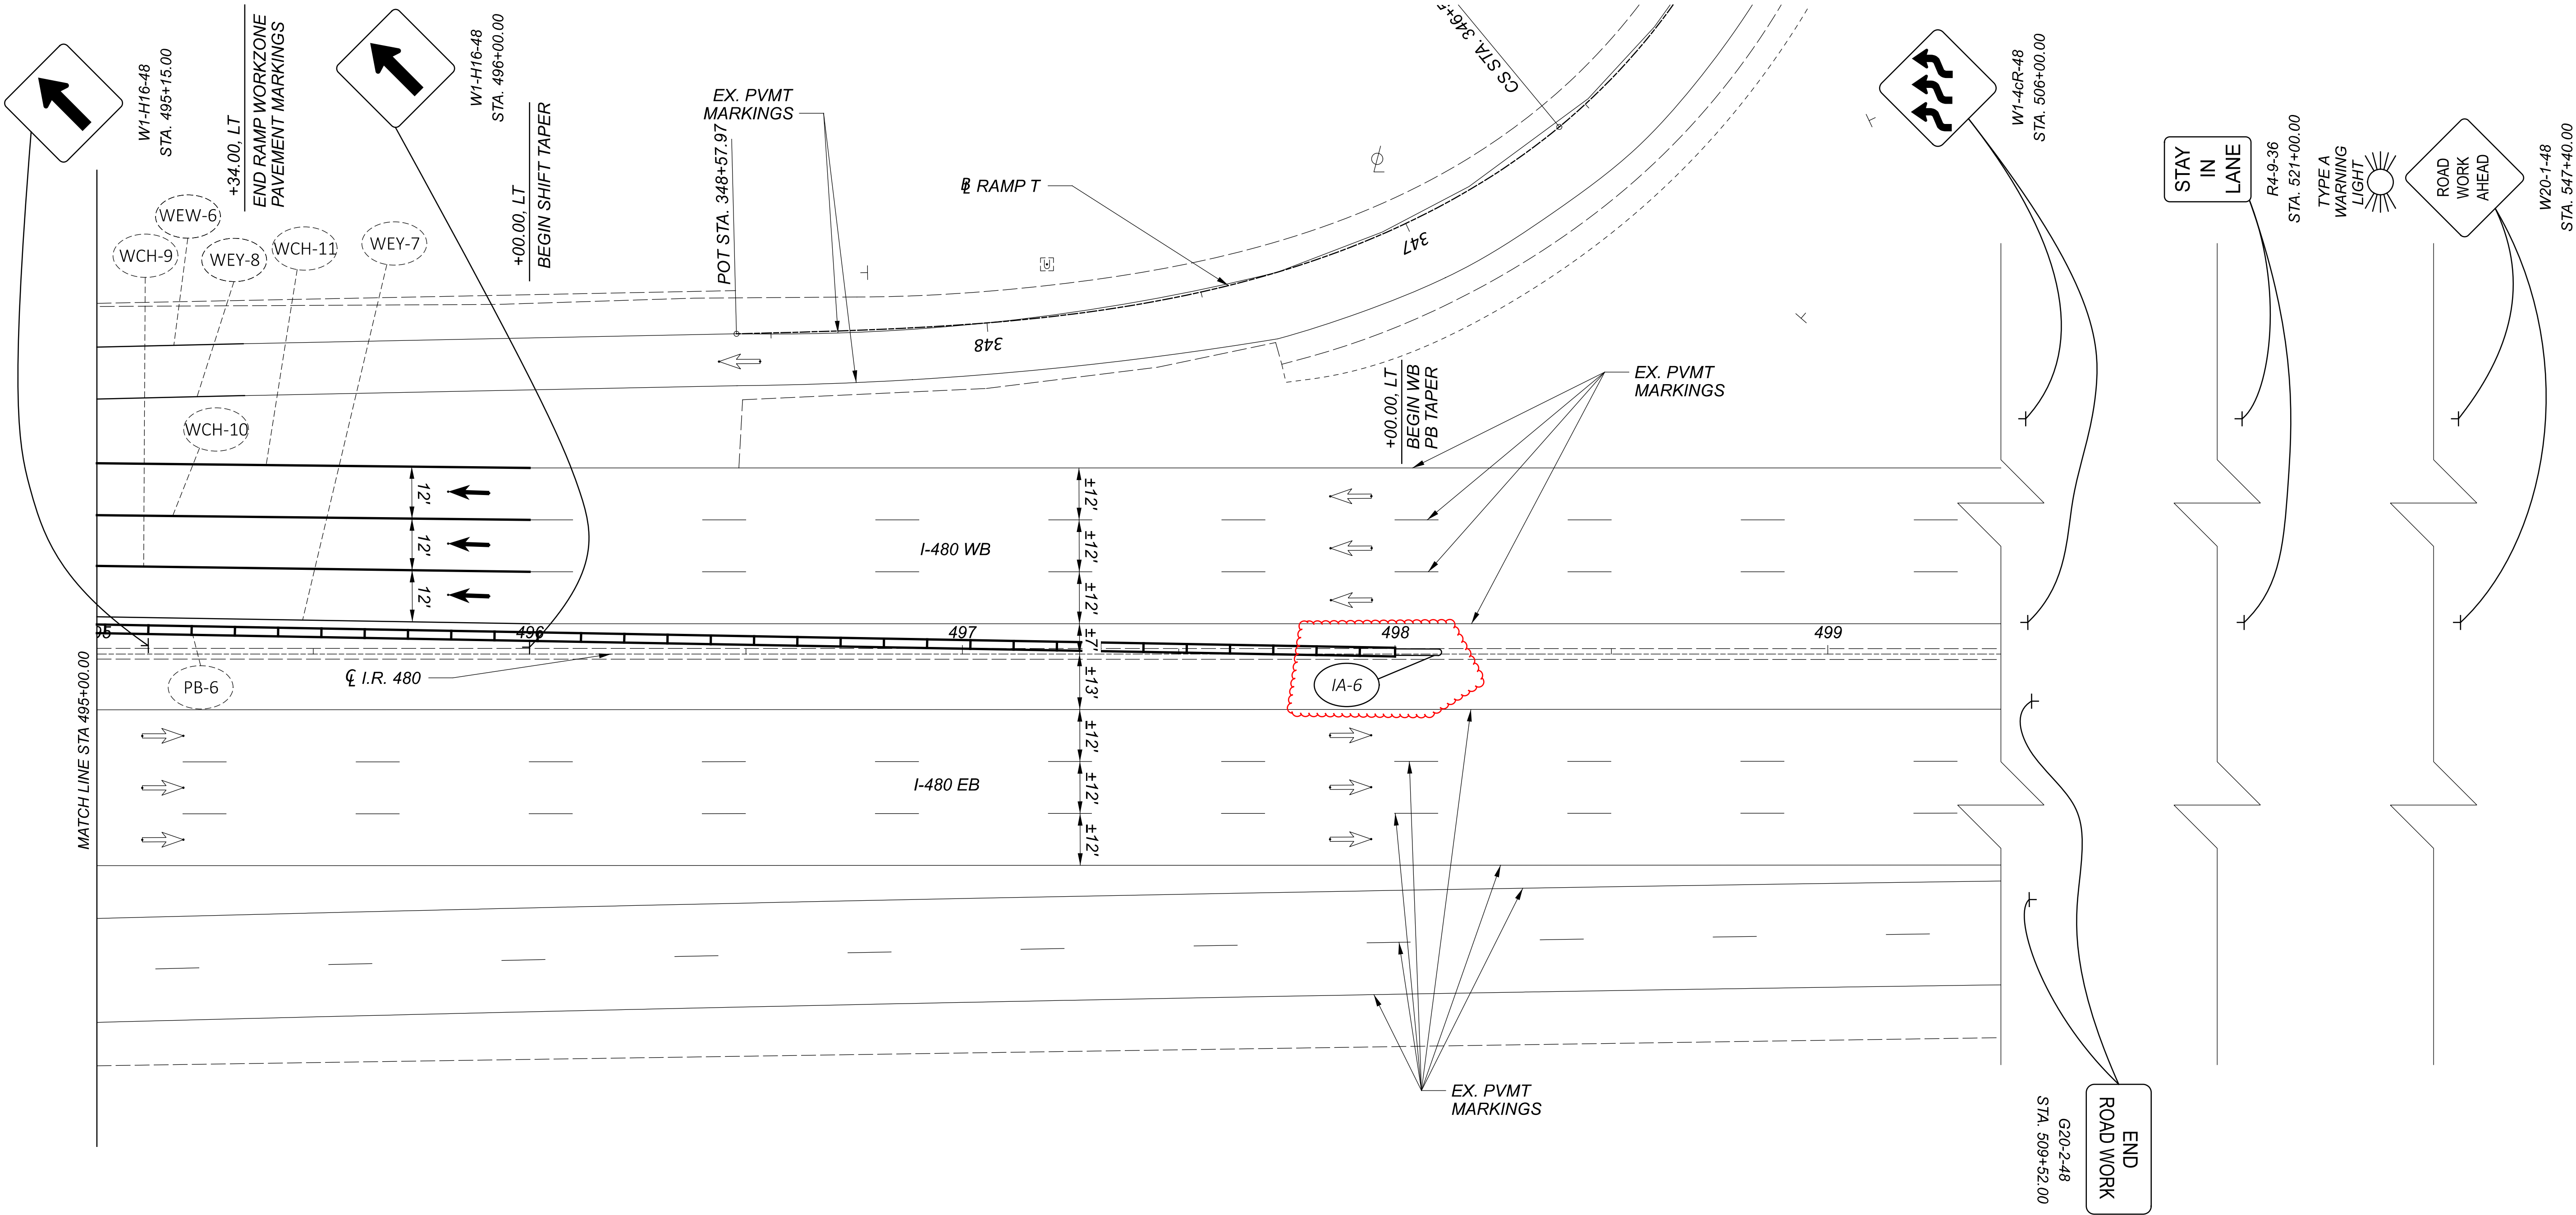 W1-H16-48
STA. 495+15.00
+34.00, LT
END RAMP WORKZONE
PAVEMENT MARKINGS
W1-H16-48
STA. 496+00.00
+00.00, LT
BEGIN SHIFT TAPER
EX. PVMT
MARKINGS
POT STA. 348+57.97
℄ RAMP T
CS STA. 346+
347
348
W1-4cR-48
STA. 506+00.00
STAY
IN
LANE
R4-9-36
STA. 521+00.00
TYPE A
WARNING
LIGHT
ROAD
WORK
AHEAD
W20-1-48
STA. 547+40.00
WEW-6
WCH-9
WEY-8
WCH-11
WEY-7
WCH-10
+00.00, LT
BEGIN WB
PB TAPER
EX. PVMT
MARKINGS
12'
12'
12'
±12'
±12'
±12'
±7'
±13'
±12'
±12'
±12'
I-480 WB
95
496
497
498
499
MATCH LINE STA 495+00.00
PB-6
℄ I.R. 480
IA-6
I-480 EB
EX. PVMT
MARKINGS
G20-2-48
STA. 509+52.00
END
ROAD WORK